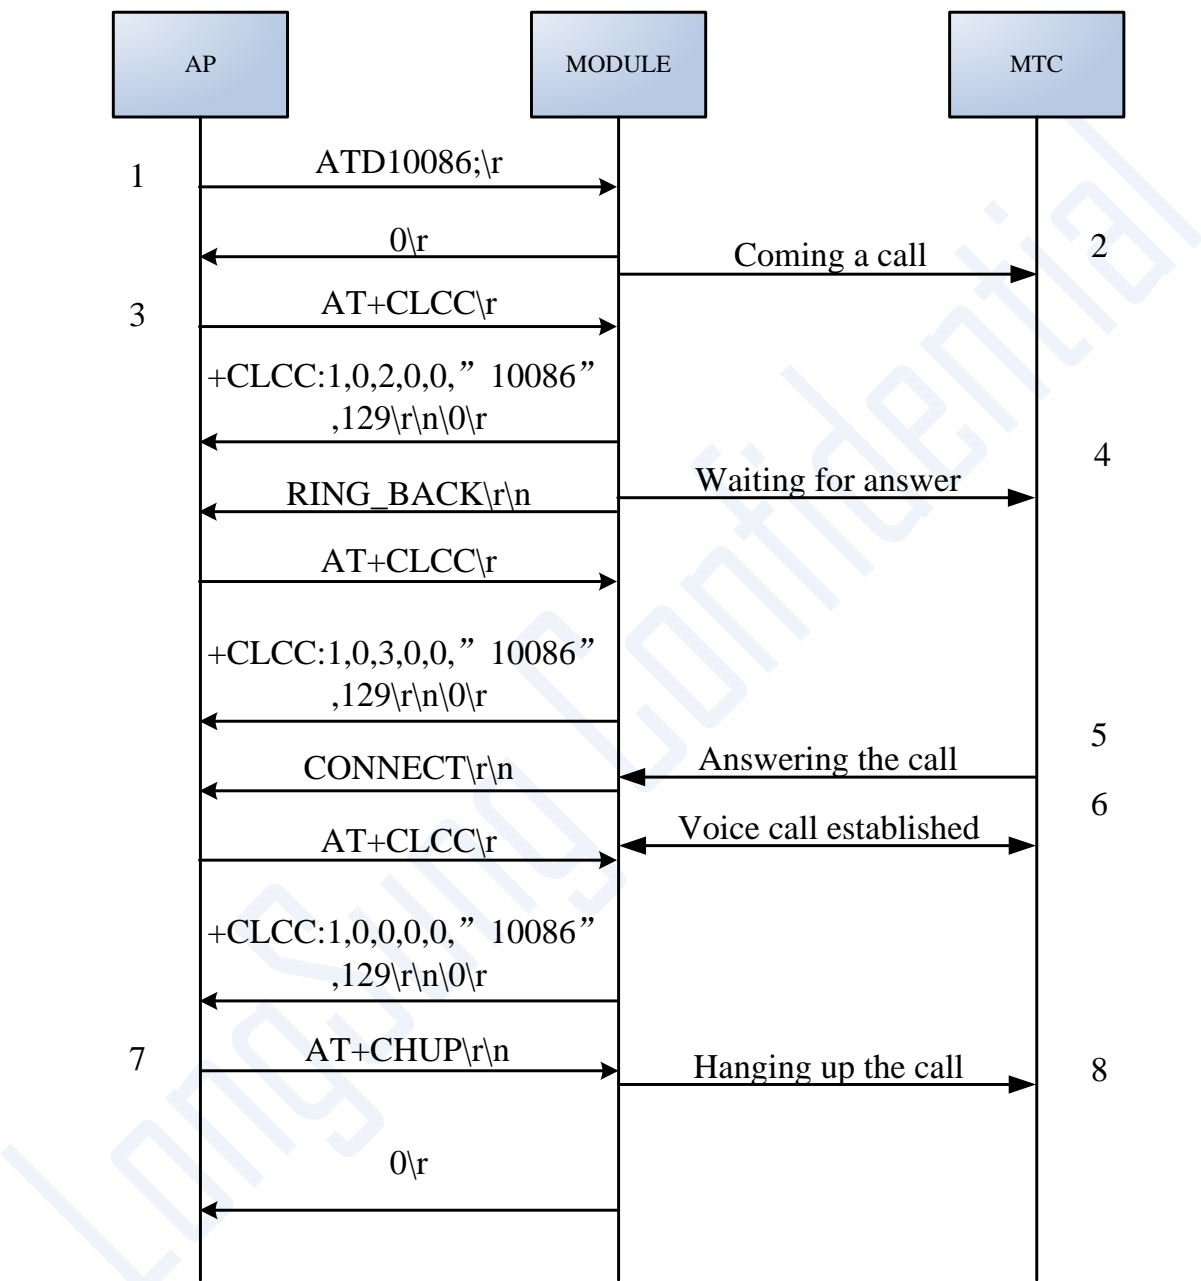 AP
MODULE
MTC
1
ATD10086;\r
0\r
Coming a call
2
3
AT+CLCC\r
+CLCC:1,0,2,0,0,” 10086”
,129\r\n\0\r
4
Waiting for answer
RING_BACK\r\n
AT+CLCC\r
+CLCC:1,0,3,0,0,” 10086”
,129\r\n\0\r
5
Answering the call
CONNECT\r\n
6
Voice call established
AT+CLCC\r
+CLCC:1,0,0,0,0,” 10086”
,129\r\n\0\r
7
AT+CHUP\r\n
Hanging up the call
8
0\r
LongSung Confidential